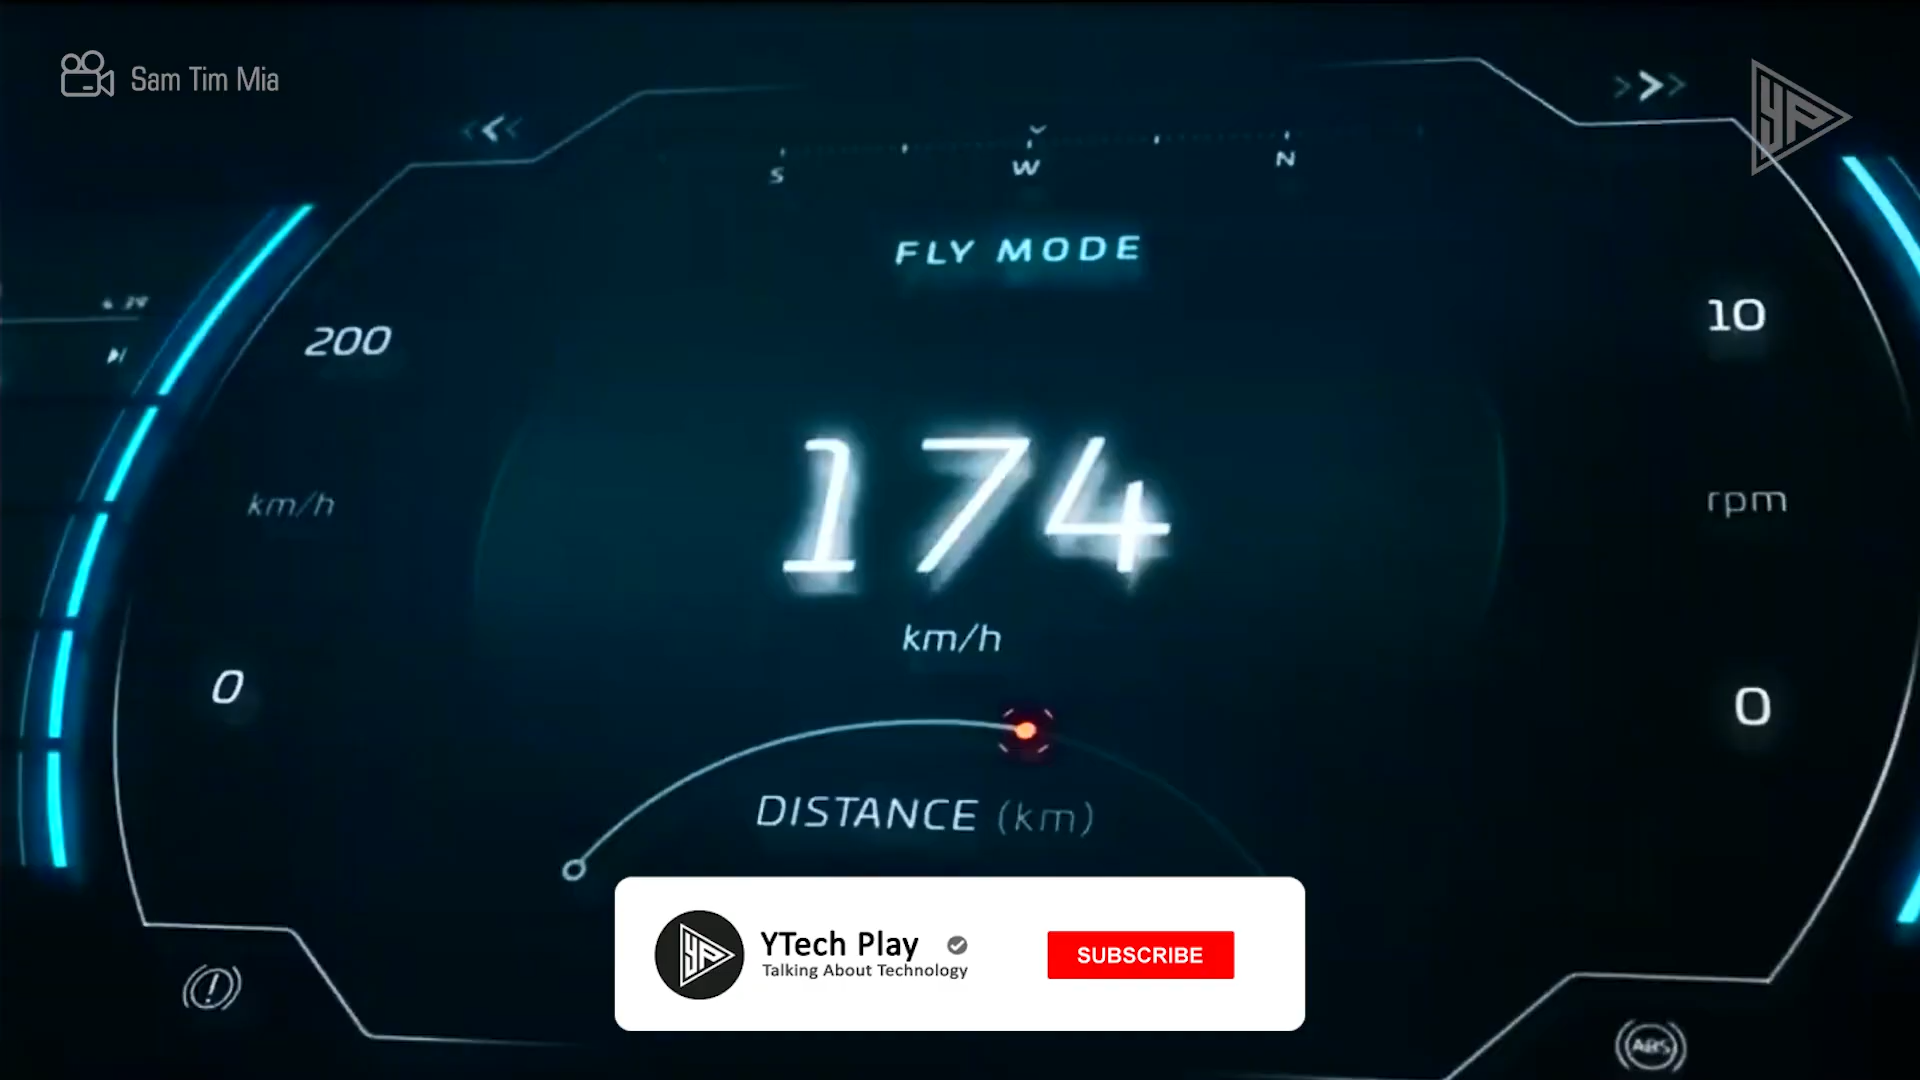 Sam Tim Mia
S W N
FLY MODE
200
10
174
km/h
rpm
km/h
0
0
DISTANCE (km)
YTech Play
Talking About Technology
SUBSCRIBE
ABS
YP